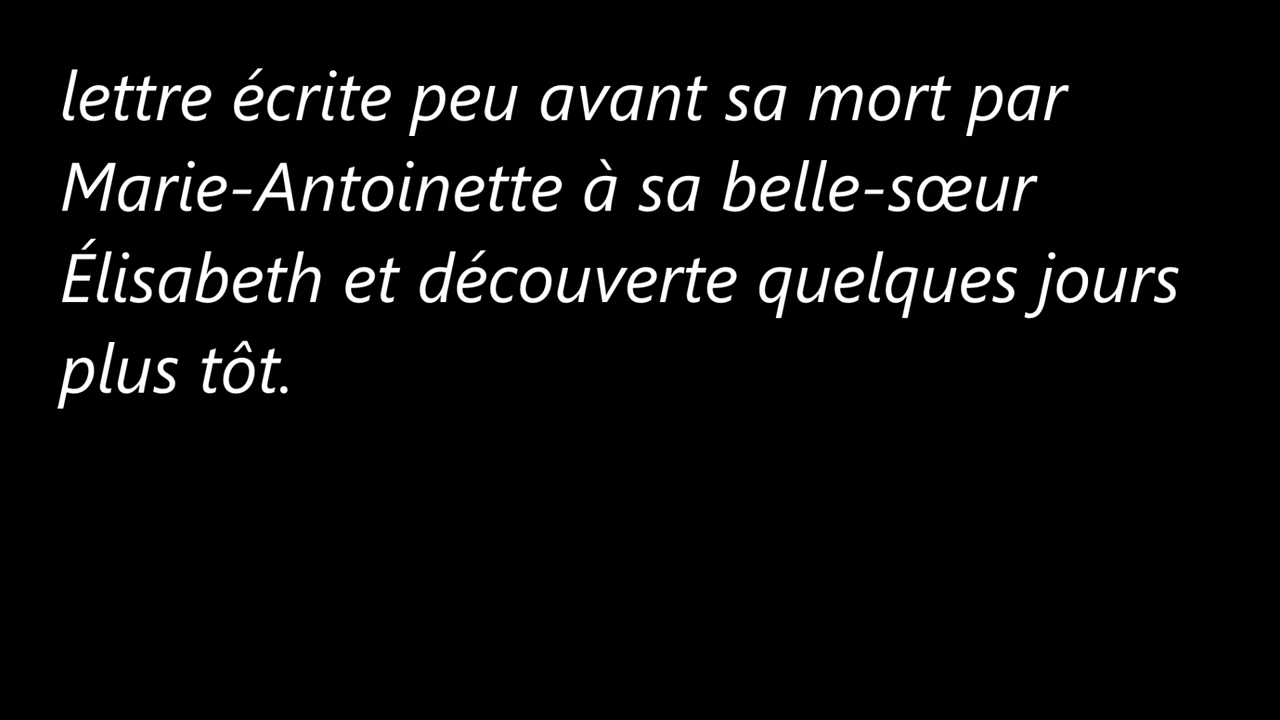 lettre écrite peu avant sa mort par
Marie-Antoinette à sa belle-sœur
Élisabeth et découverte quelques jours
plus tôt.